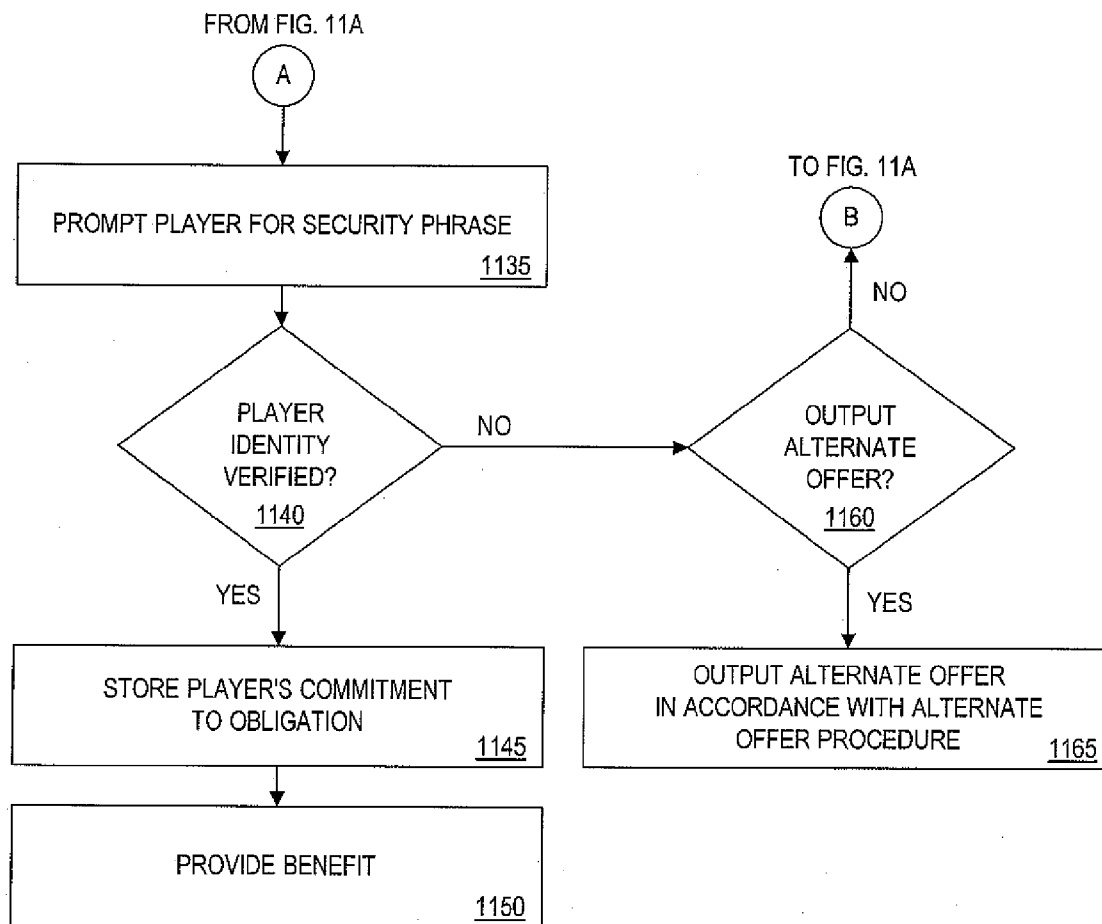 FROM FIG. 11A
A
PROMPT PLAYER FOR SECURITY PHRASE
1135
PLAYER
IDENTITY
VERIFIED?
1140
NO
YES
STORE PLAYER'S COMMITMENT
TO OBLIGATION
1145
PROVIDE BENEFIT
1150
TO FIG. 11A
B
NO
OUTPUT
ALTERNATE
OFFER?
1160
YES
OUTPUT ALTERNATE OFFER
IN ACCORDANCE WITH ALTERNATE
OFFER PROCEDURE
1165